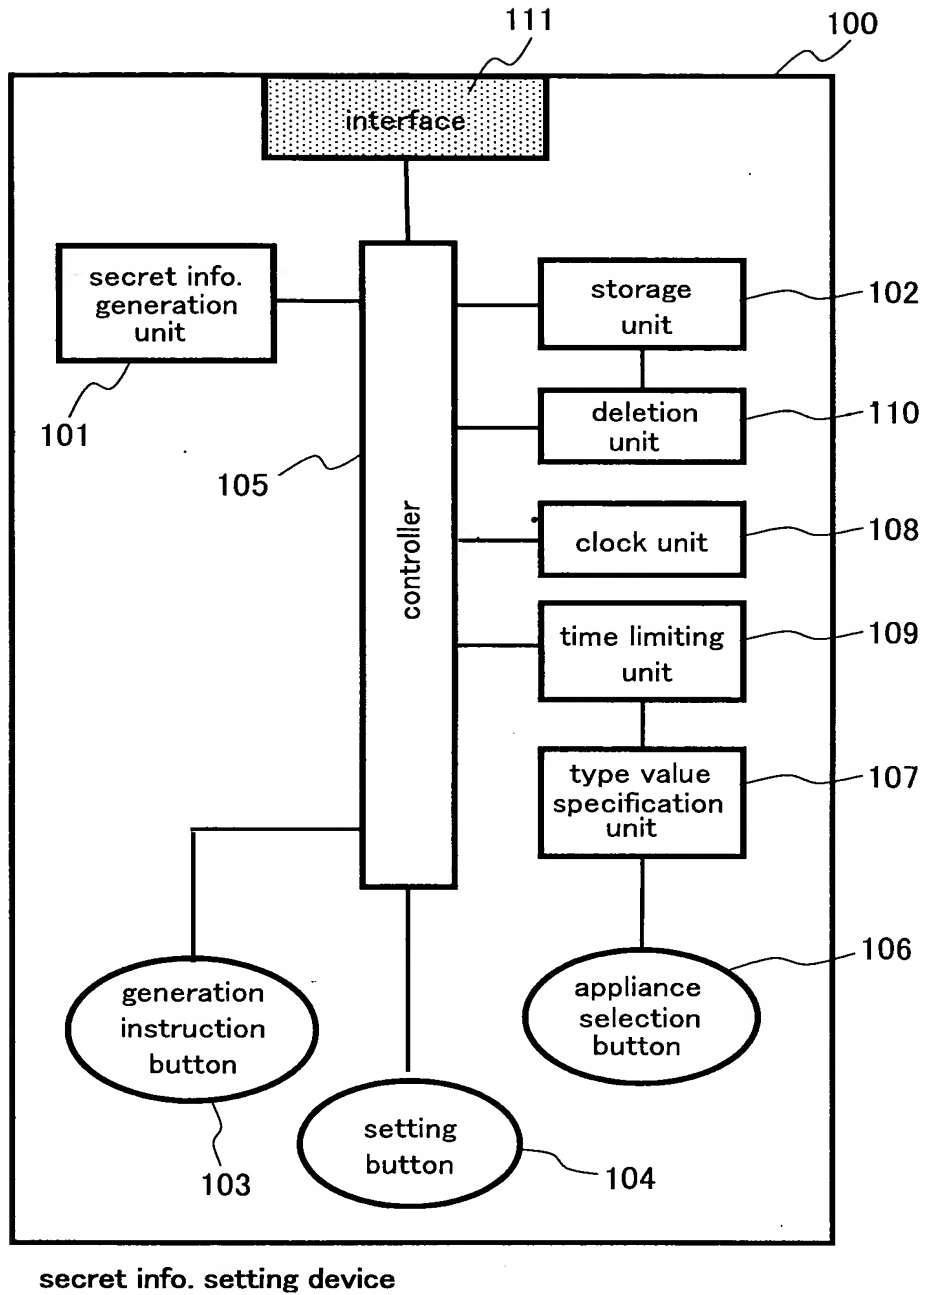 111
100
interface
secret info.
generation
unit
101
storage
unit
102
deletion
unit
110
105
controller
clock unit
108
time limiting
unit
109
type value
specification
unit
107
generation
instruction
button
103
setting
button
104
appliance
selection
button
106
secret info. setting device